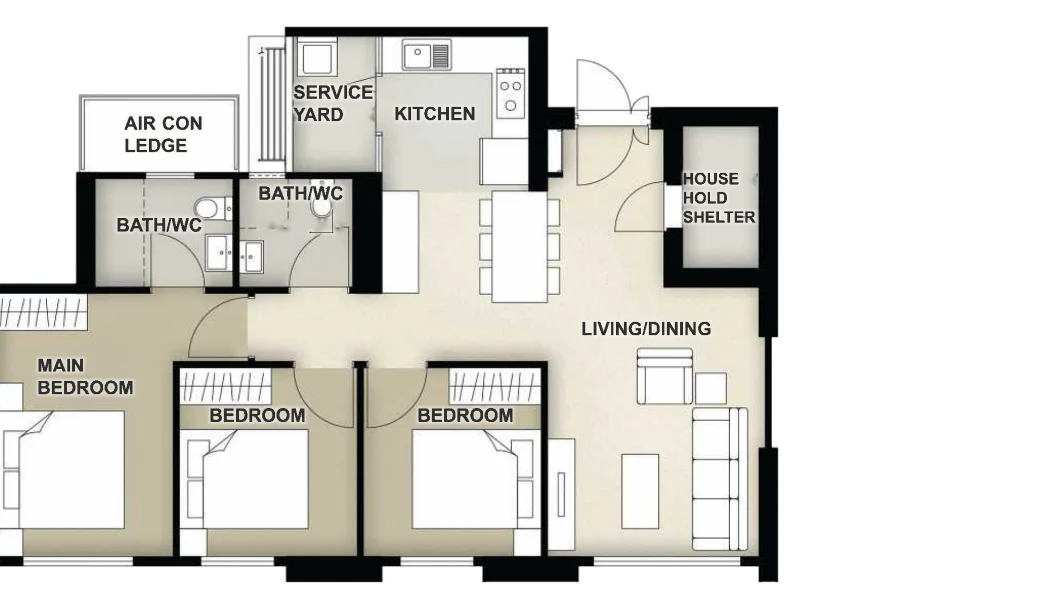 SERVICE
YARD
KITCHEN
AIR CON
LEDGE
BATH/WC
BATH/WC
HOUSE
HOLD
SHELTER
LIVING/DINING
MAIN
BEDROOM
BEDROOM
BEDROOM